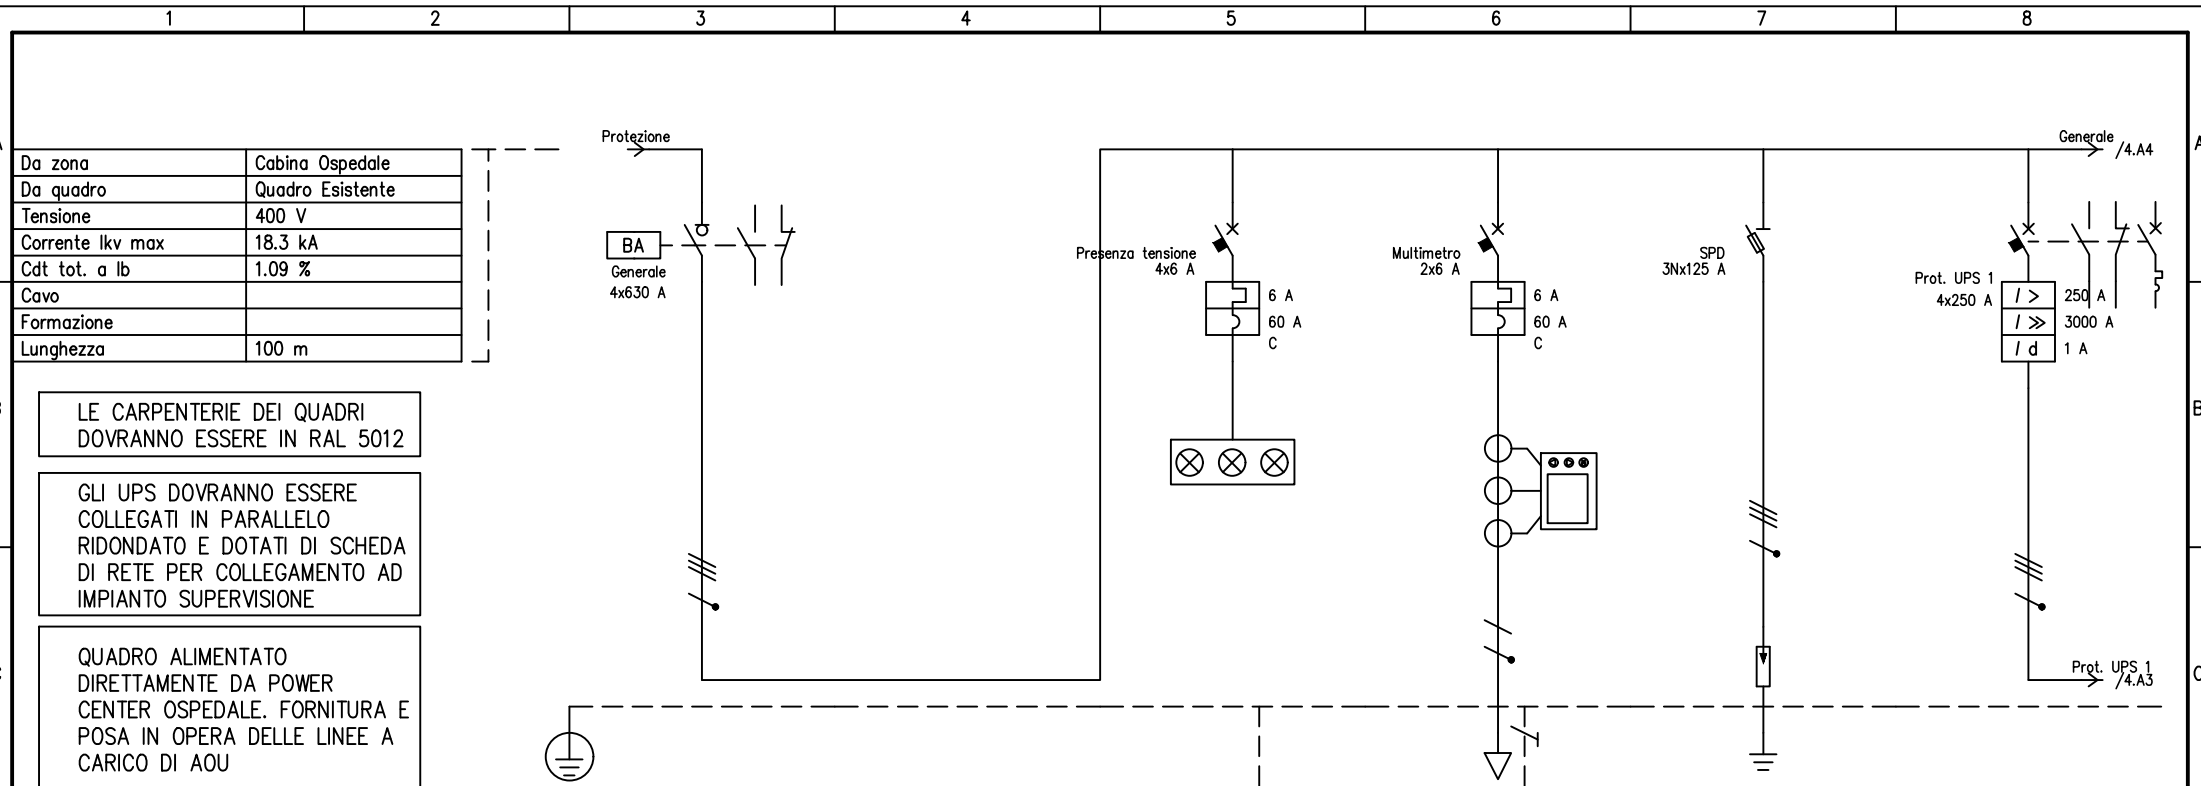 1 2 3 4 5 6 7 8
A
A
Protezione
Generale
/4.A4
Da zona Cabina Ospedale
Da quadro Quadro Esistente
Tensione 400 V
Corrente Ikv max 18.3 kA
Cdt tot. a Ib 1.09 %
Cavo
Formazione
Lunghezza 100 m
BA
Generale
4x630 A
Presenza tensione
4x6 A
6 A
60 A
C
Multimetro
2x6 A
6 A
60 A
C
SPD
3Nx125 A
Prot. UPS 1
4x250 A
I > 250 A
I >> 3000 A
I d 1 A
B
LE CARPENTERIE DEI QUADRI
DOVRANNO ESSERE IN RAL 5012
GLI UPS DOVRANNO ESSERE
COLLEGATI IN PARALLELO
RIDONDATO E DOTATI DI SCHEDA
DI RETE PER COLLEGAMENTO AD
IMPIANTO SUPERVISIONE
QUADRO ALIMENTATO
DIRETTAMENTE DA POWER
CENTER OSPEDALE. FORNITURA E
POSA IN OPERA DELLE LINEE A
CARICO DI AOU
Prot. UPS 1
/4.A3
C